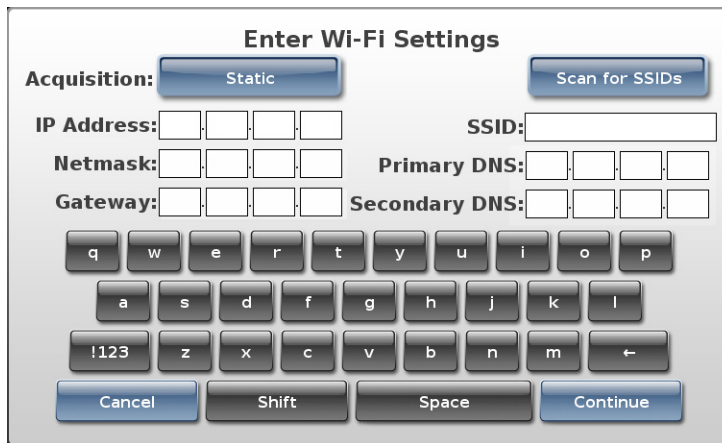 Enter Wi-Fi Settings
Acquisition: Static Scan for SSIDs
IP Address: . . . SSID:
Netmask: . . . Primary DNS: . . .
Gateway: . . . Secondary DNS: . . .
q w e r t y u i o p
a s d f g h j k l
!123 z x c v b n m ←
Cancel Shift Space Continue